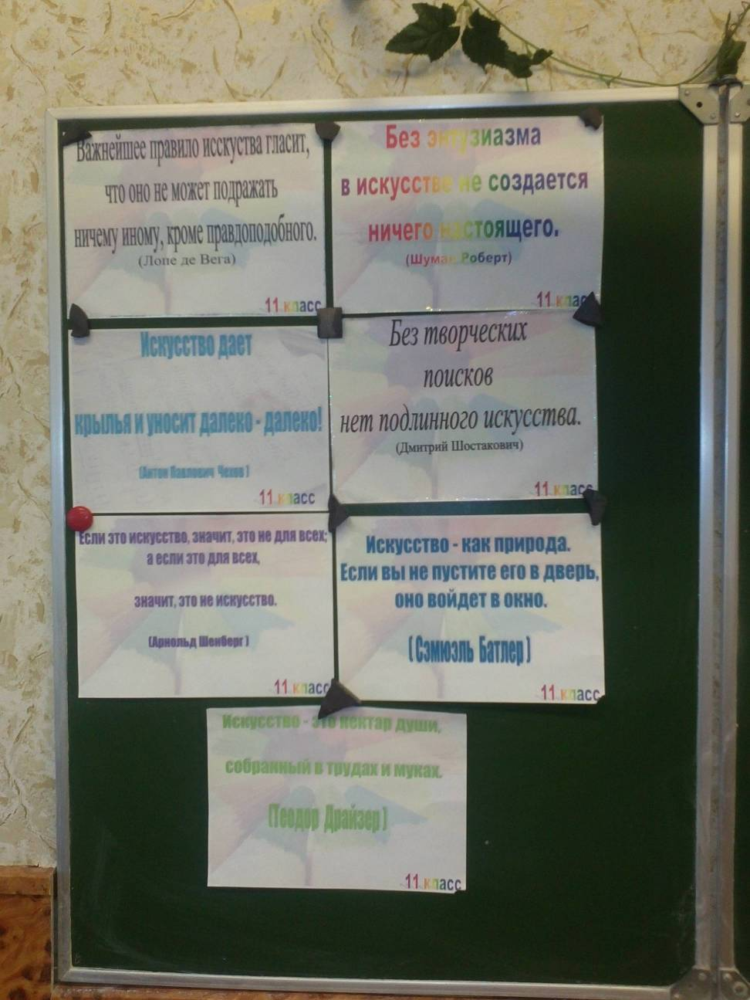 Важнейшее правило исскуства гласит,
что оно не может подражать
ничему иному, кроме правдоподобного.
(Лопе де Вега)
11 класс
Без энтузиазма
в искусстве не создается
ничего настоящего.
(Шуман Роберт)
11 класс
Искусство дает
крылья и уносит далеко - далеко!
(Антон Павлович Чехов)
11 класс
Без творческих
поисков
нет подлинного искусства.
(Дмитрий Шостакович)
11 класс
Если это искусство, значит, это не для всех;
а если это для всех,
значит, это не искусство.
(Арнольд Шенберг)
11 класс
Искусство - как природа.
Если вы не пустите его в дверь,
оно войдет в окно.
(Сэмюэль Батлер)
11 класс
Искусство - это нектар души,
собранный в трудах и муках.
(Теодор Драйзер)
11 класс